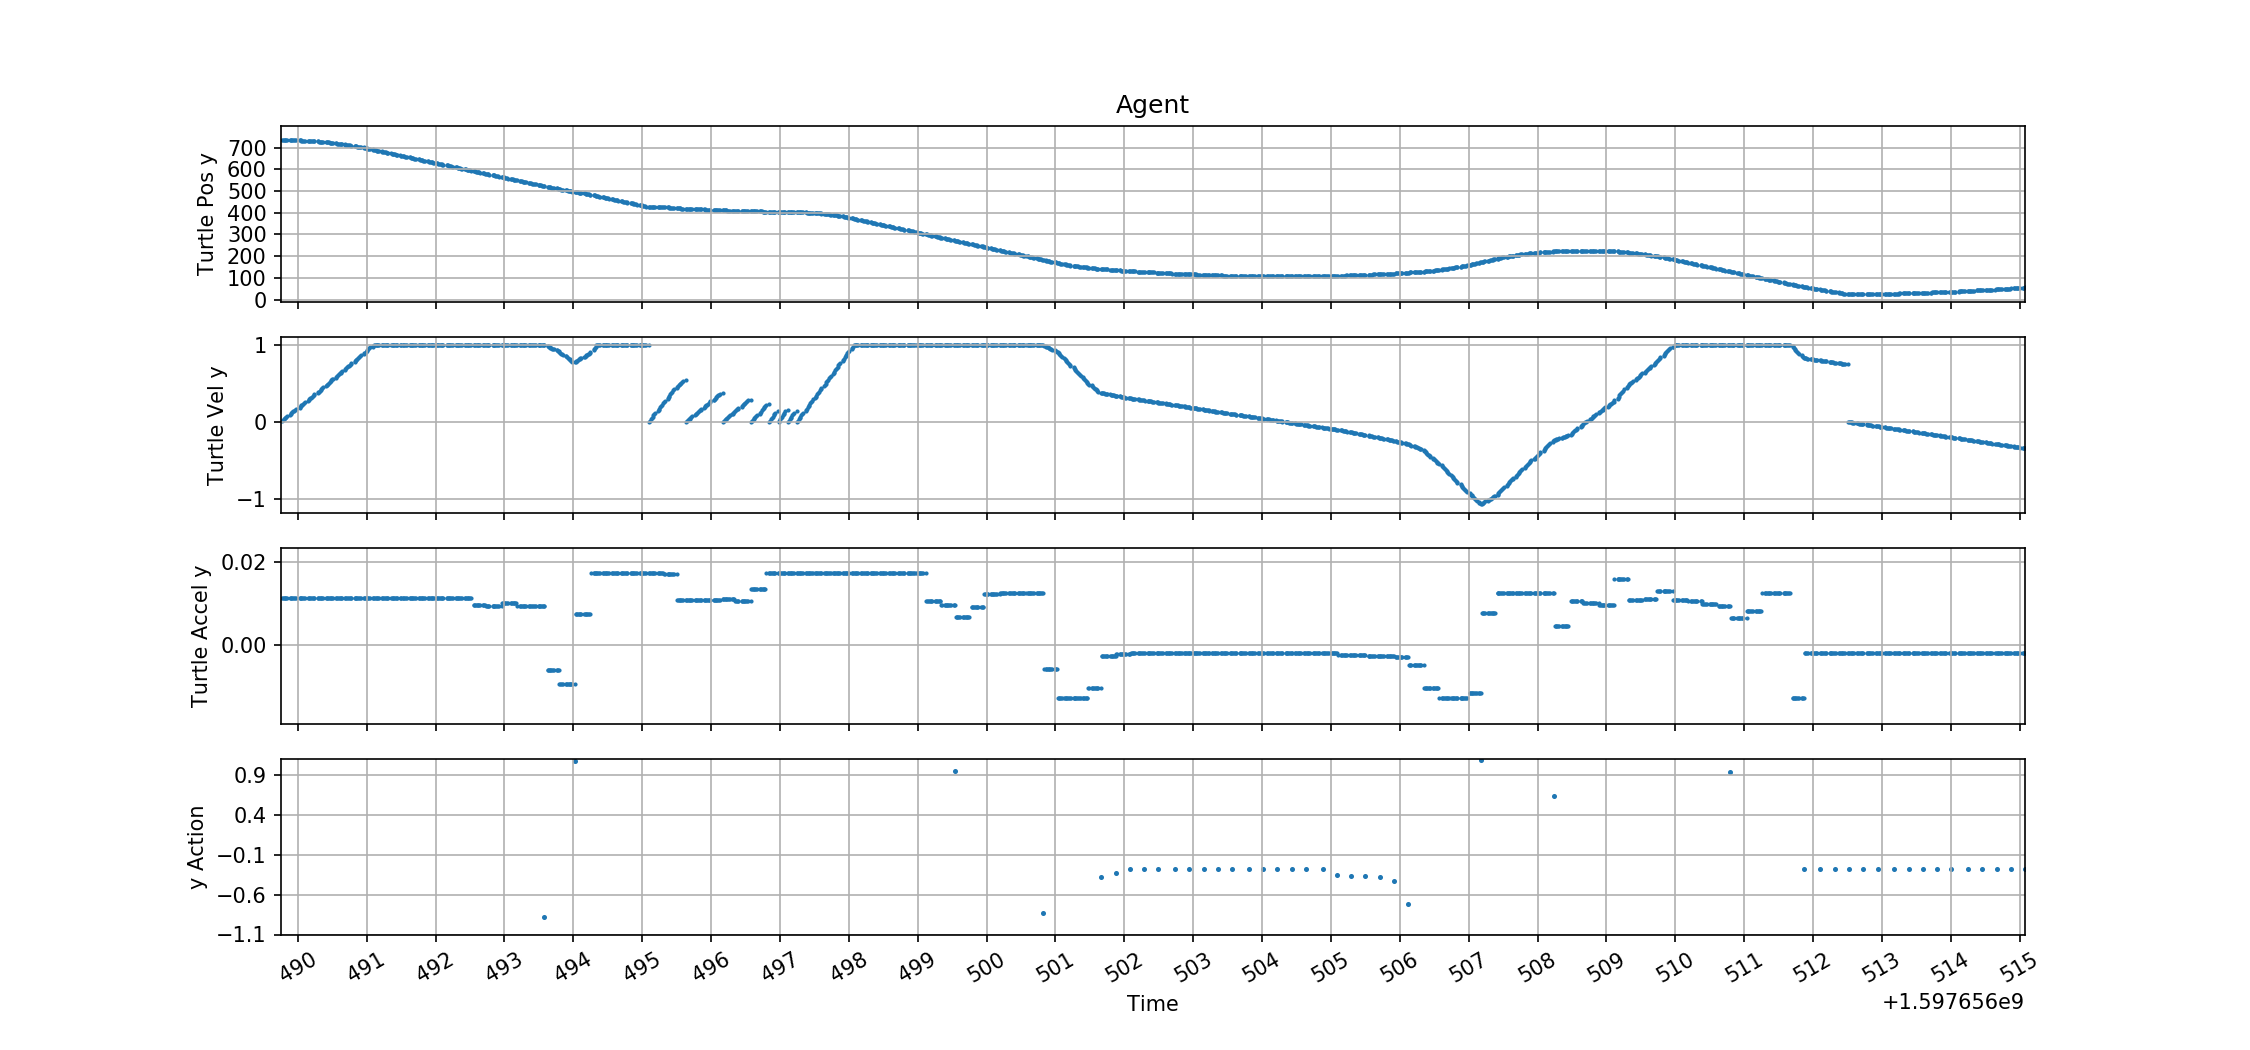 Agent
Turtle Pos y
700
600
500
400
300
200
100
0
Turtle Vel y
1
0
−1
Turtle Accel y
0.02
0.00
y Action
0.9
0.4
−0.1
−0.6
−1.1
490 491 492 493 494 495 496 497 498 499 500 501 502 503 504 505 506 507 508 509 510 511 512 513 514 515
Time
+1.597656e9